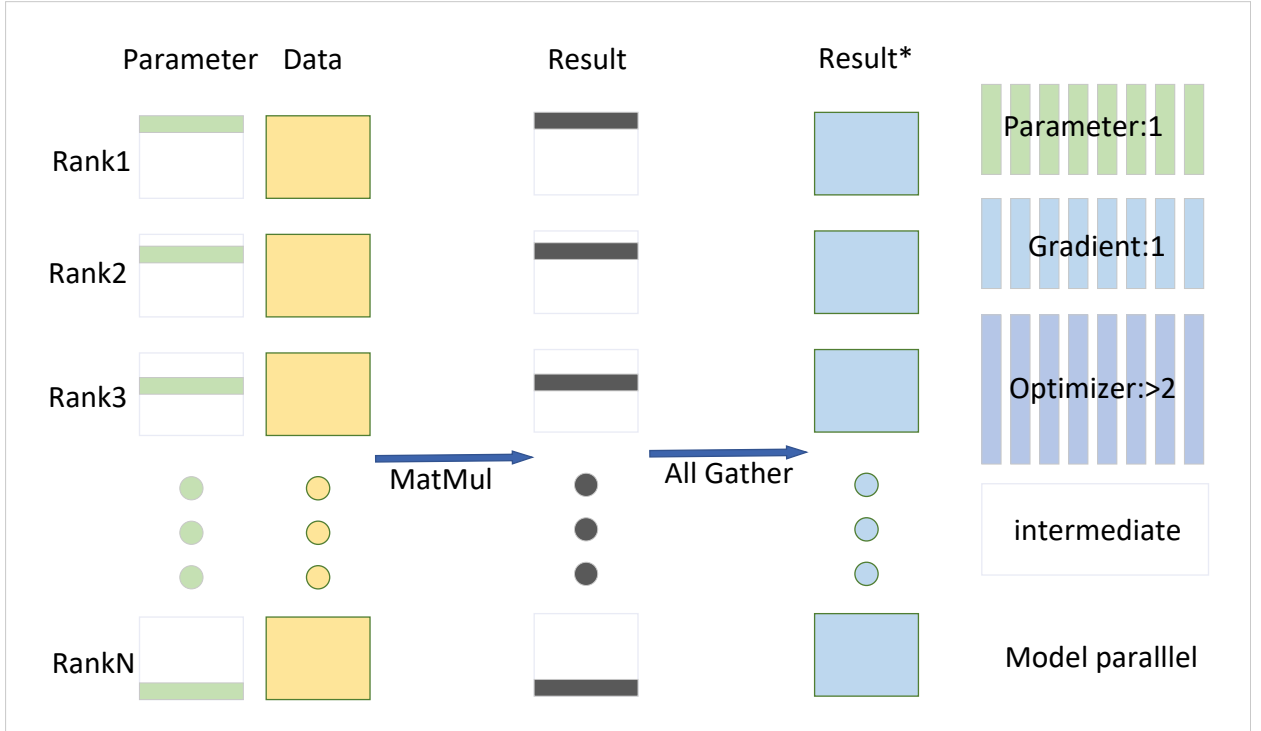 Parameter
Data
Result
Result*
Rank1
Rank2
Rank3
RankN
MatMul
All Gather
Parameter:1
Gradient:1
Optimizer:>2
intermediate
Model paralllel